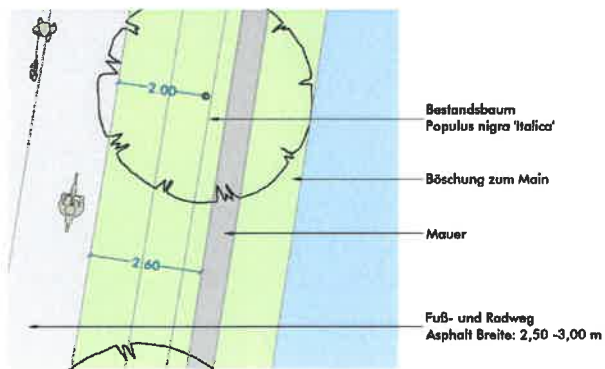 2.00
Bestandsbaum
Populus nigra 'Italica'
Böschung zum Main
Mauer
2.60
Fuß- und Radweg
Asphalt Breite: 2,50 -3,00 m